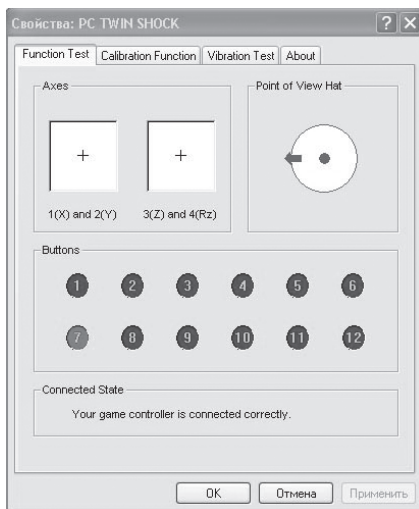 Свойства: PC TWIN SHOCK
Function Test Calibration Function Vibration Test About
Axes
Point of View Hat
1(X) and 2(Y) 3(Z) and 4(Rz)
Buttons
1 2 3 4 5 6
7 8 9 10 11 12
Connected State
Your game controller is connected correctly.
OK Отмена Применить